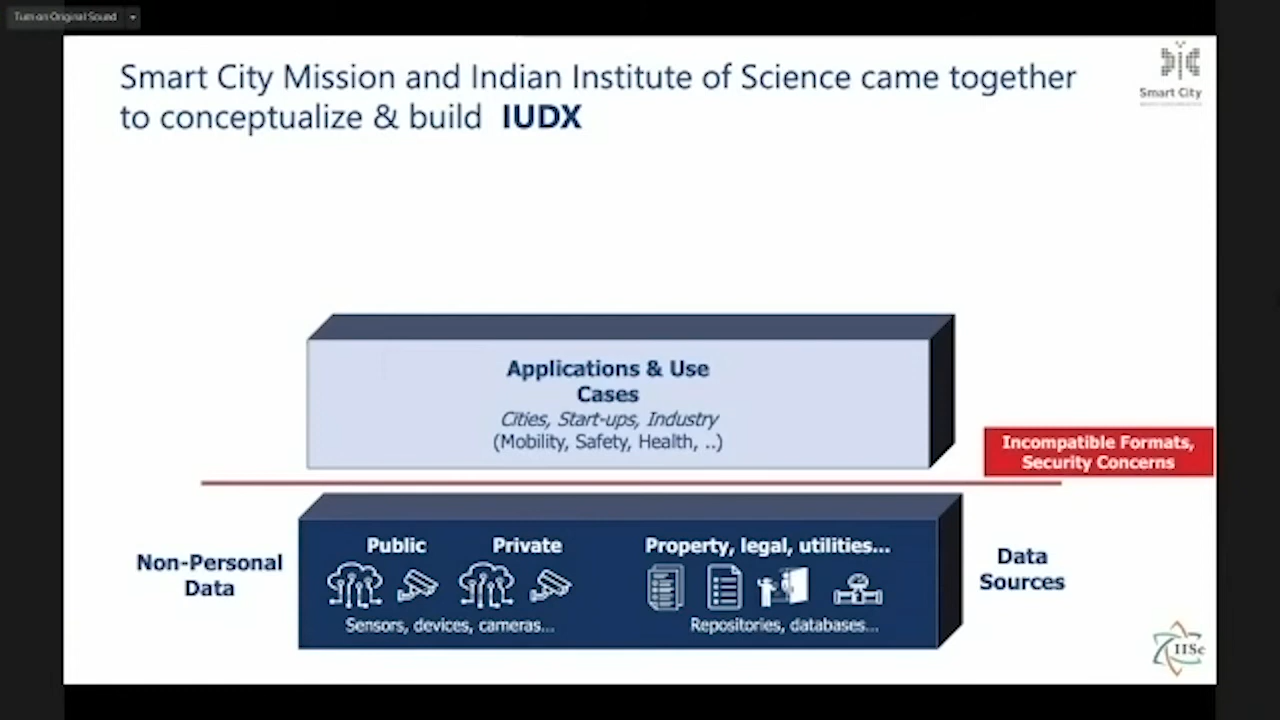 Turn on Original Sound
Smart City Mission and Indian Institute of Science came together
to conceptualize & build IUDX
Smart City
Applications & Use
Cases
Cities, Start-ups, Industry
(Mobility, Safety, Health, ..)
Incompatible Formats,
Security Concerns
Non-Personal
Data
Public
Private
Property, legal, utilities...
Sensors, devices, cameras...
Repositories, databases...
Data
Sources
IISc